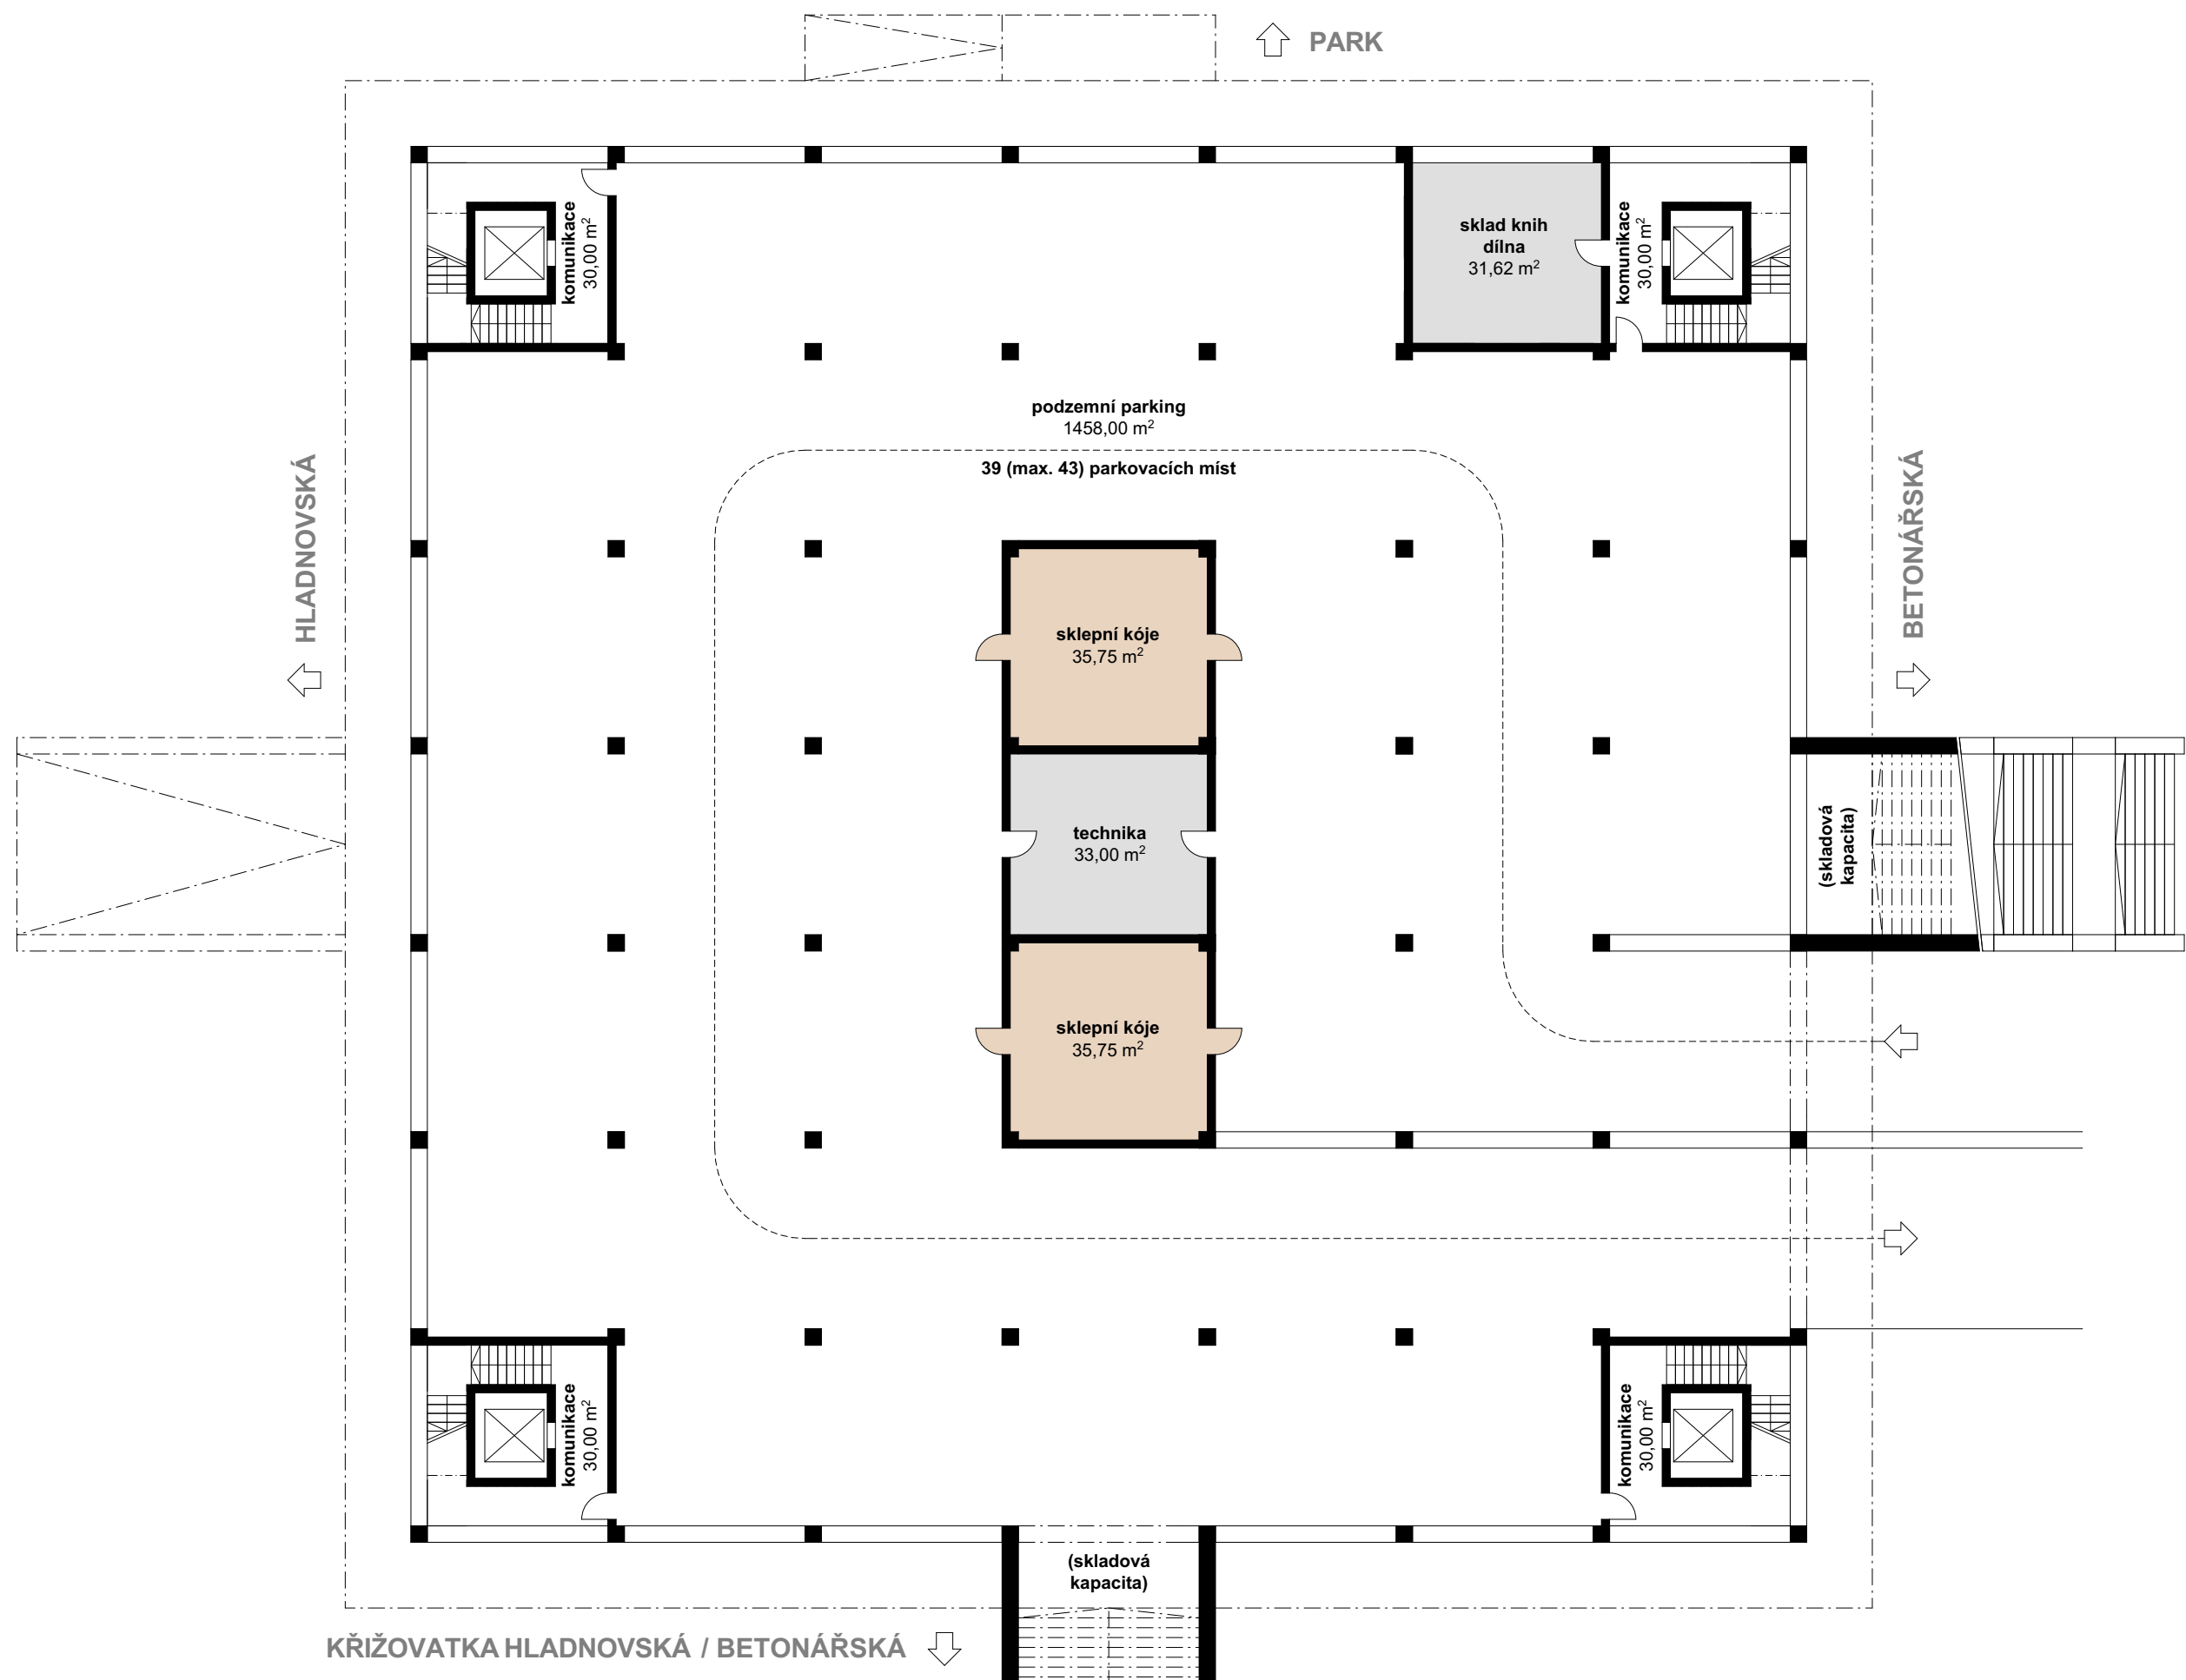 PARK
komunikace
30,00 m²
sklad knih
dílna
31,62 m²
komunikace
30,00 m²
podzemní parking
1458,00 m²
39 (max. 43) parkovacích míst
HLADNOVSKÁ
BETONÁŘSKÁ
sklepní kóje
35,75 m²
technika
33,00 m²
(skladová
kapacita)
sklepní kóje
35,75 m²
komunikace
30,00 m²
komunikace
30,00 m²
(skladová
kapacita)
KŘIŽOVATKA HLADNOVSKÁ / BETONÁŘSKÁ